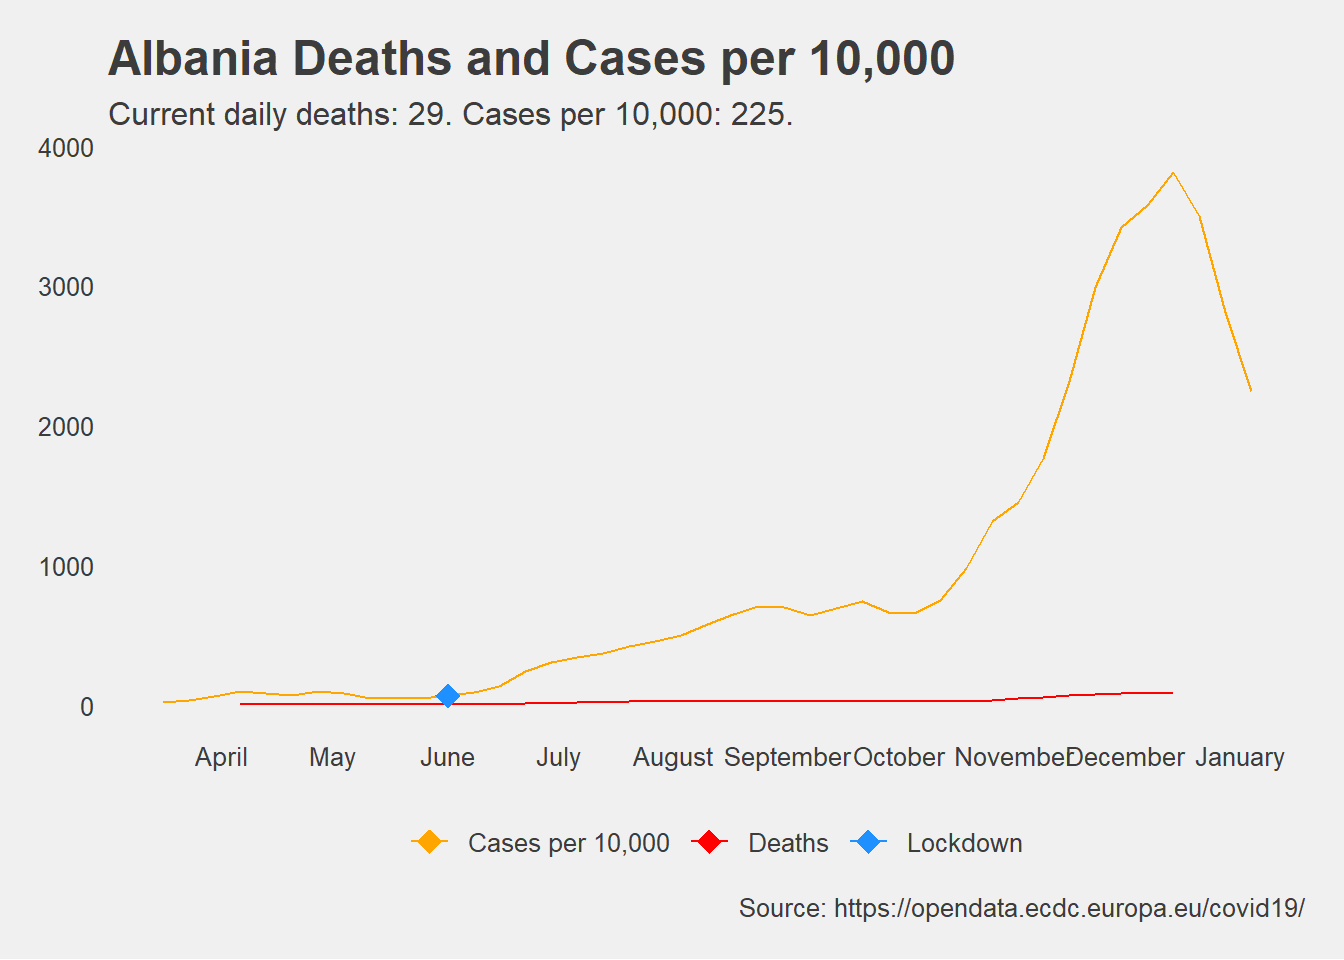 Albania Deaths and Cases per 10,000
Current daily deaths: 29. Cases per 10,000: 225.
4000
3000
2000
1000
0
April May June July August September October November December January
Cases per 10,000 Deaths Lockdown
Source: https://opendata.ecdc.europa.eu/covid19/